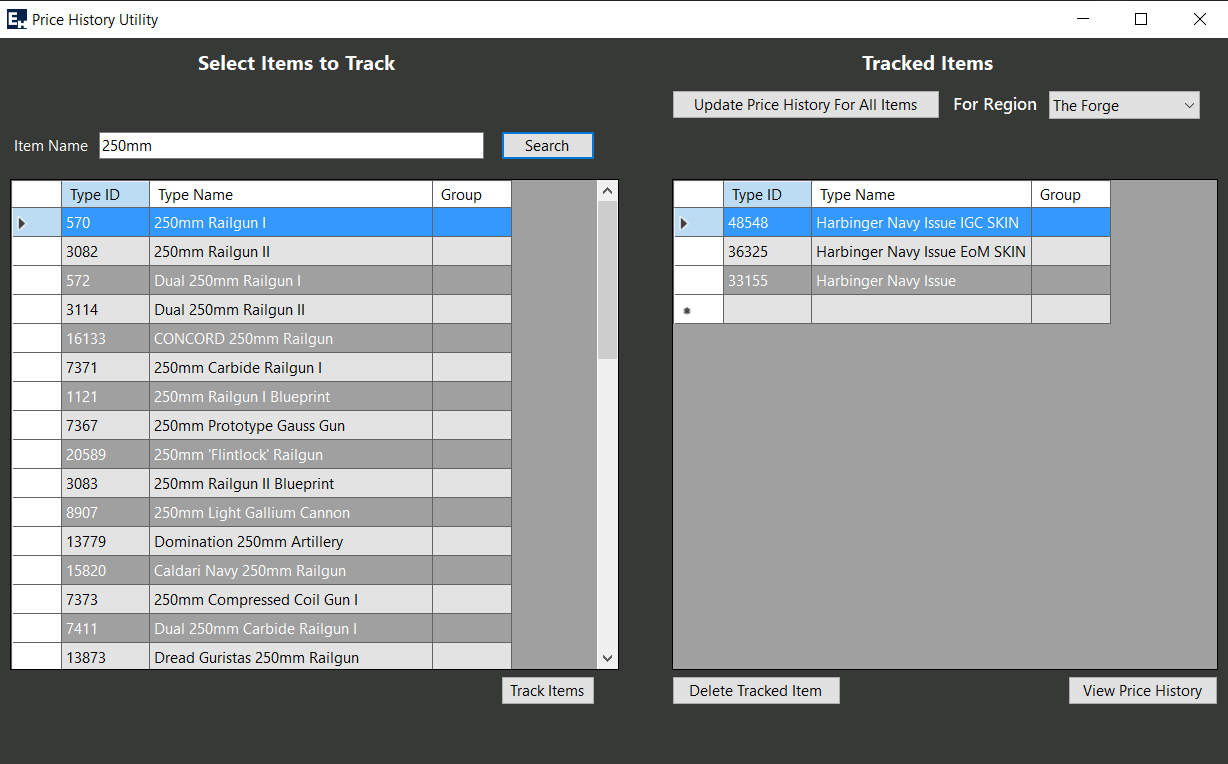 EH Price History Utility
Select Items to Track
Tracked Items
Update Price History For All Items For Region The Forge
Item Name 250mm Search
Type ID Type Name Group
570 250mm Railgun I
3082 250mm Railgun II
572 Dual 250mm Railgun I
3114 Dual 250mm Railgun II
16133 CONCORD 250mm Railgun
7371 250mm Carbide Railgun I
1121 250mm Railgun I Blueprint
7367 250mm Prototype Gauss Gun
20589 250mm 'Flintlock' Railgun
3083 250mm Railgun II Blueprint
8907 250mm Light Gallium Cannon
13779 Domination 250mm Artillery
15820 Caldari Navy 250mm Railgun
7373 250mm Compressed Coil Gun I
7411 Dual 250mm Carbide Railgun I
13873 Dread Guristas 250mm Railgun
Track Items
Type ID Type Name Group
48548 Harbinger Navy Issue IGC SKIN
36325 Harbinger Navy Issue EoM SKIN
33155 Harbinger Navy Issue
Delete Tracked Item View Price History